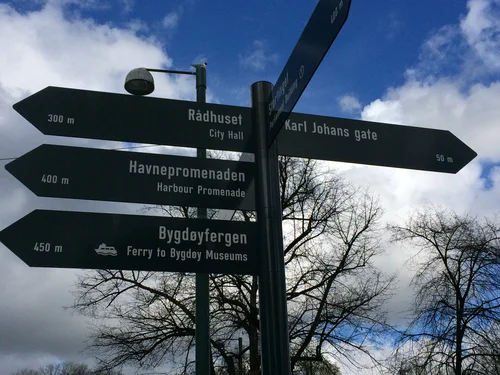 Rådhuset
300 m
City Hall
Karl Johans gate
50 m
Havnepromenaden
400 m
Harbour Promenade
Bygdøyfergen
450 m
Ferry to Bygdøy Museums